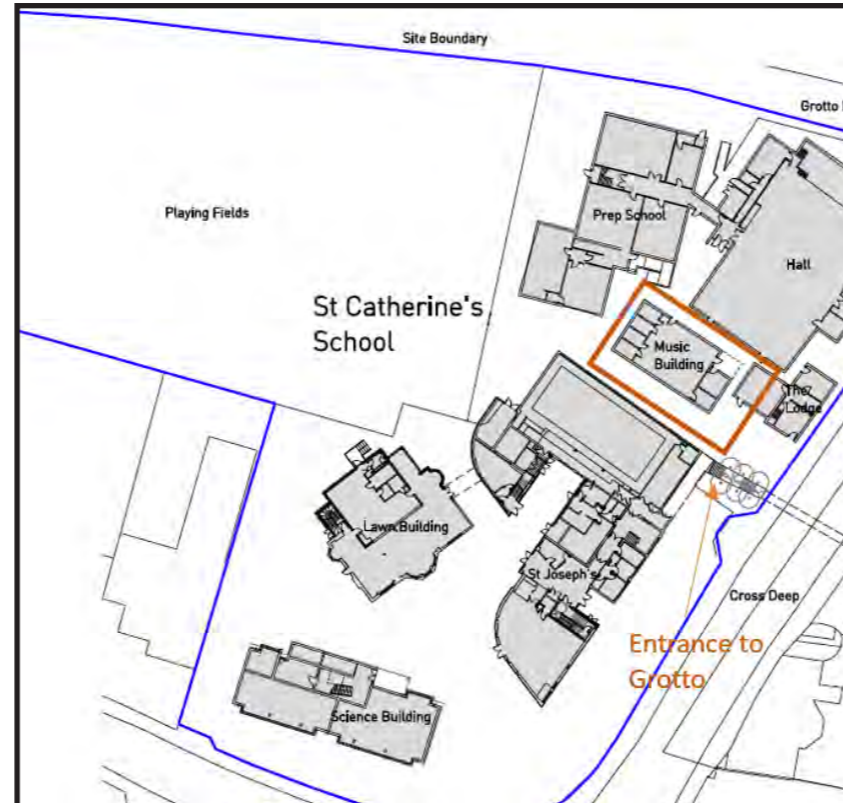 Site Boundary
Grotto
Prep School
Playing Fields
Hall
St Catherine's
School
Music
Building
The
Lodge
Lawn Building
St Joseph's
Cross Deep
Entrance to
Grotto
Science Building